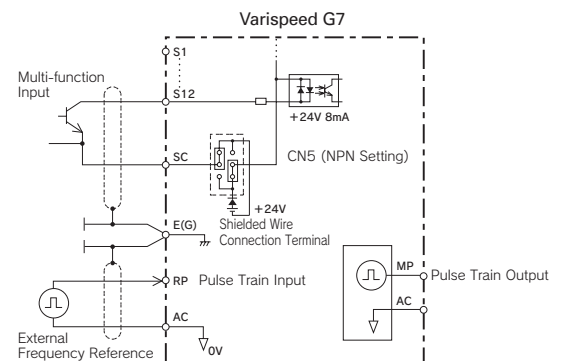 Varispeed G7
S1
Multi-function
Input
S12
+24V 8mA
SC
CN5 (NPN Setting)
+24V
E(G)
Shielded Wire
Connection Terminal
RP
Pulse Train Input
MP
Pulse Train Output
AC
AC
0V
External
Frequency Reference